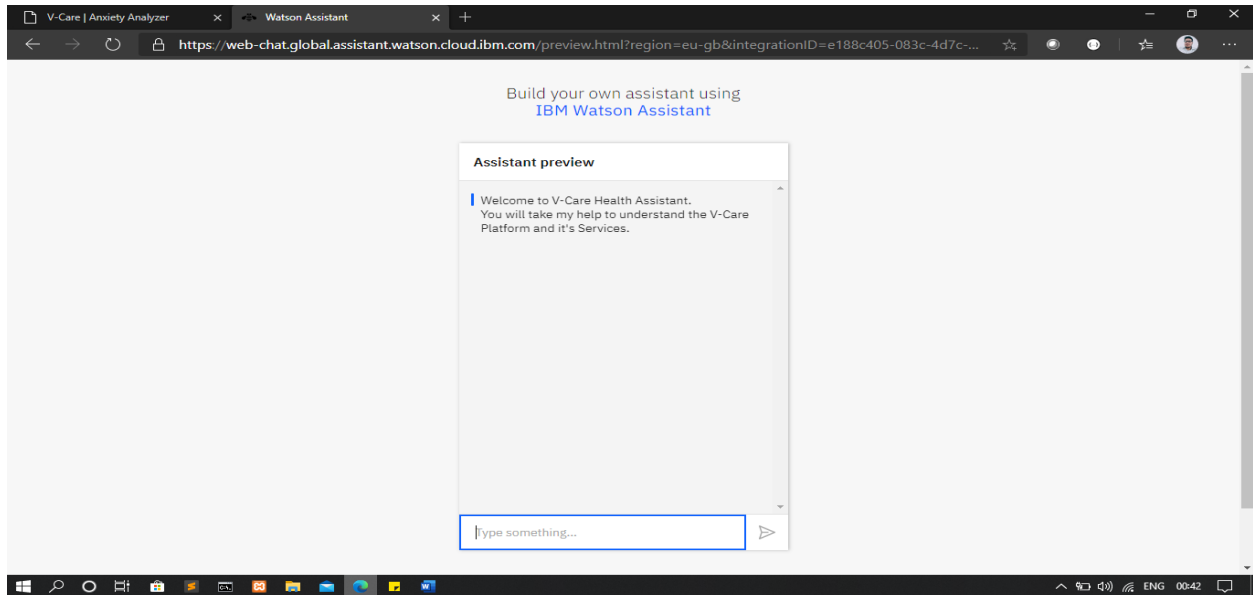 V-Care | Anxiety Analyzer
Watson Assistant
https://web-chat.global.assistant.watson.cloud.ibm.com/preview.html?region=eu-gb&integrationID=e188c405-083c-4d7c-...
Build your own assistant using
IBM Watson Assistant
Assistant preview
Welcome to V-Care Health Assistant.
You will take my help to understand the V-Care
Platform and it's Services.
Type something...
ENG 00:42